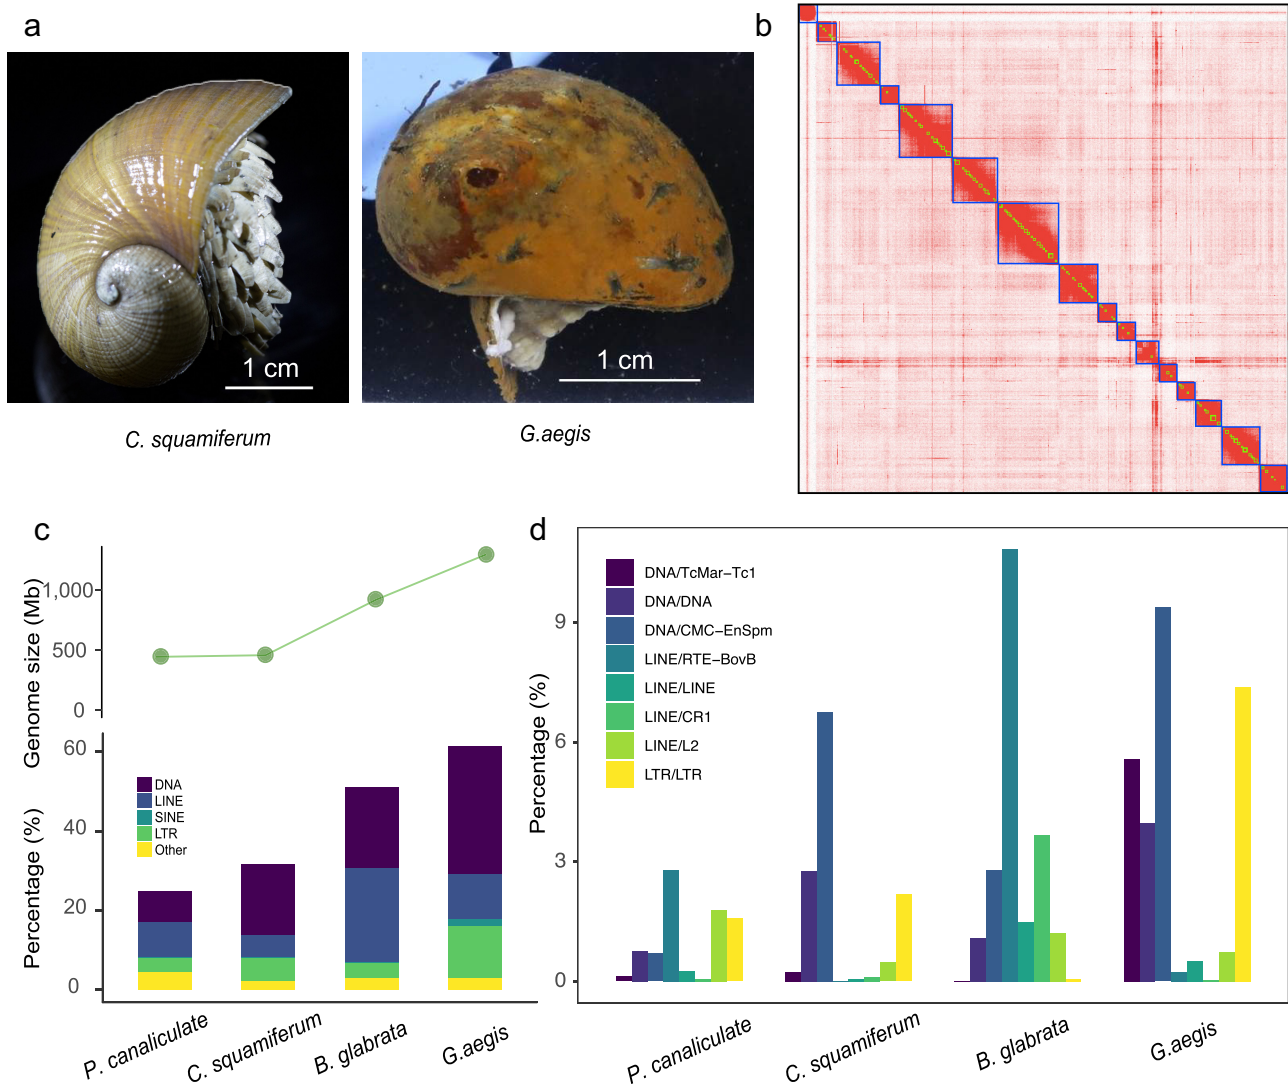 a
b
1 cm
1 cm
C. squamiferum
G.aegis
c
Genome size (Mb)
1,000
500
0
Percentage (%)
60
40
20
0
DNA
LINE
SINE
LTR
Other
P. canaliculate
C. squamiferum
B. glabrata
G.aegis
d
Percentage (%)
9
6
3
0
DNA/TcMar−Tc1
DNA/DNA
DNA/CMC−EnSpm
LINE/RTE−BovB
LINE/LINE
LINE/CR1
LINE/L2
LTR/LTR
P. canaliculate
C. squamiferum
B. glabrata
G.aegis